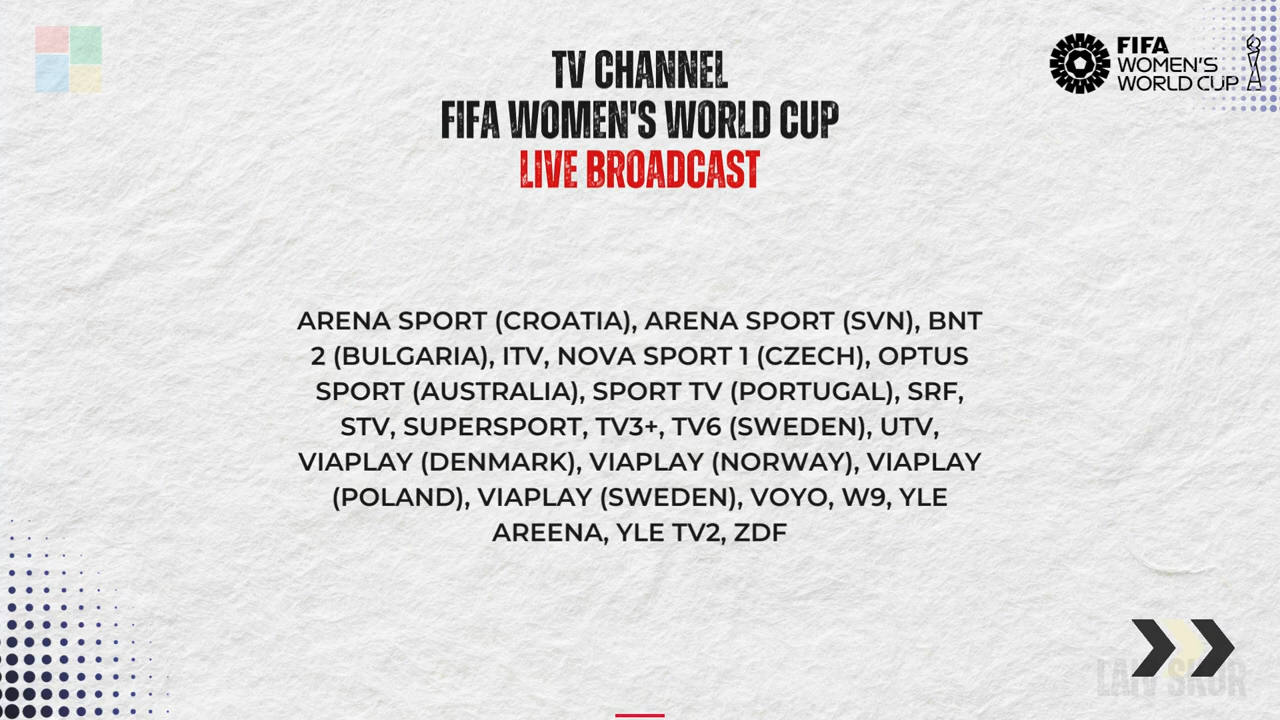 TV CHANNEL
FIFA WOMEN'S WORLD CUP
LIVE BROADCAST
FIFA
WOMEN'S
WORLD CUP
ARENA SPORT (CROATIA), ARENA SPORT (SVN), BNT
2 (BULGARIA), ITV, NOVA SPORT 1 (CZECH), OPTUS
SPORT (AUSTRALIA), SPORT TV (PORTUGAL), SRF,
STV, SUPERSPORT, TV3+, TV6 (SWEDEN), UTV,
VIAPLAY (DENMARK), VIAPLAY (NORWAY), VIAPLAY
(POLAND), VIAPLAY (SWEDEN), VOYO, W9, YLE
AREENA, YLE TV2, ZDF
LAIV SKOR